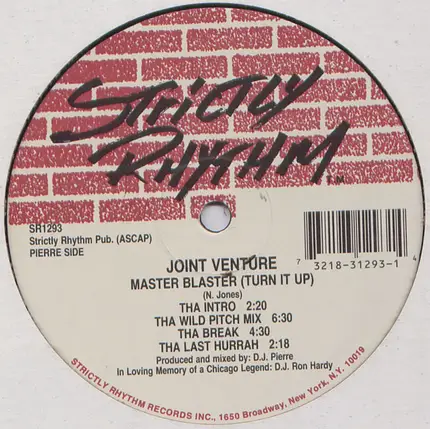 STRICTLY
RHYTHM T.M.
SR1293
Strictly Rhythm Pub. (ASCAP)
PIERRE SIDE
7 3218-31293-1 4
JOINT VENTURE
MASTER BLASTER (TURN IT UP)
(N. Jones)
THA INTRO 2:20
THA WILD PITCH MIX 6:30
THA BREAK 4:30
THA LAST HURRAH 2:18
Produced and mixed by: D.J. Pierre
In Loving Memory of a Chicago Legend: D.J. Ron Hardy
STRICTLY RHYTHM RECORDS INC., 1650 Broadway, New York, N.Y. 10019